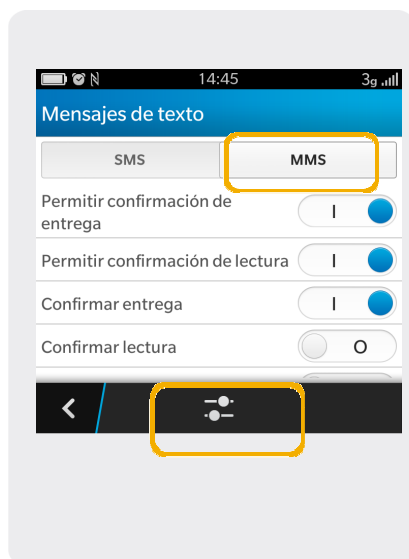 14:45
3g
Mensajes de texto
SMS
MMS
Permitir confirmación de
entrega
I
Permitir confirmación de lectura
I
Confirmar entrega
I
Confirmar lectura
O